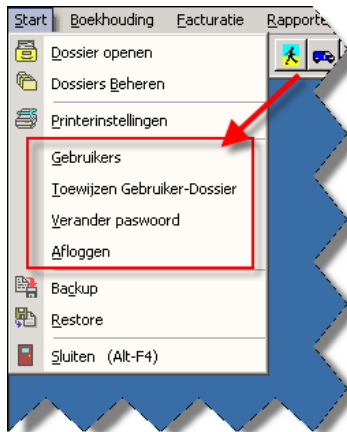 Start Boekhouding Facturatie Rapporte
Dossier openen
Dossiers Beheren
Printerinstellingen
Gebruikers
Toewijzen Gebruiker-Dossier
Verander paswoord
Afloggen
Backup
Restore
Sluiten (Alt-F4)